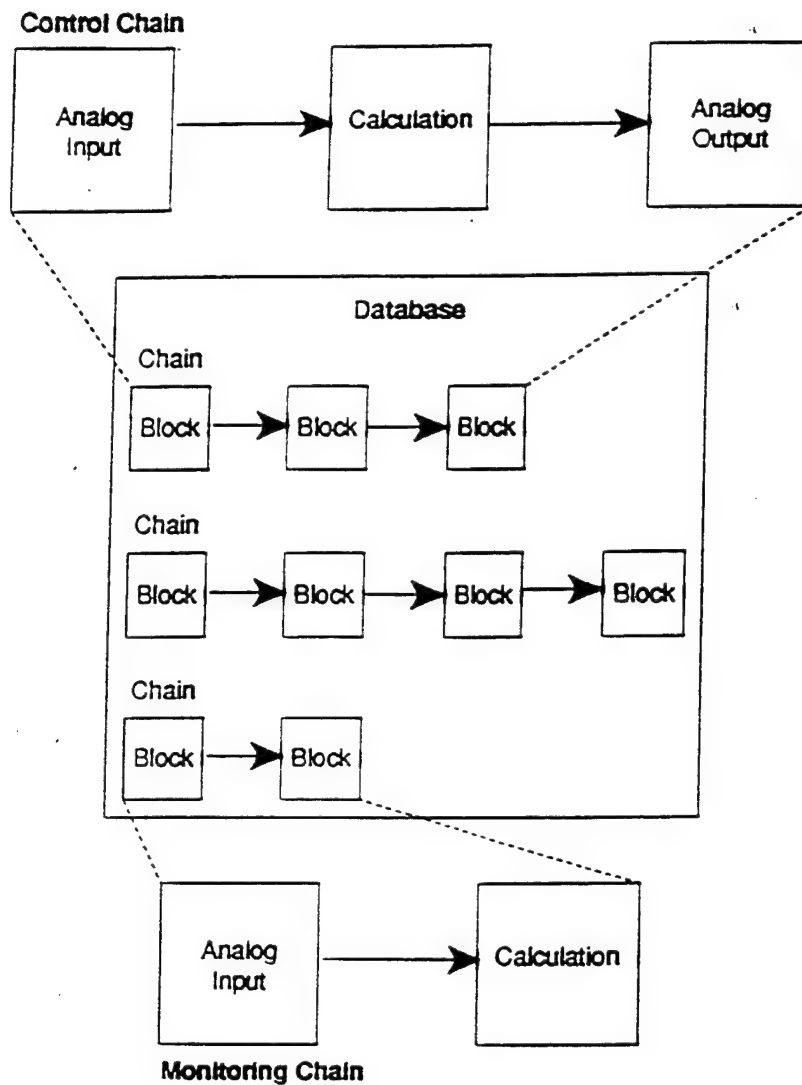 Control Chain
Analog
Input
Calculation
Analog
Output
Database
Chain
Block
Block
Block
Chain
Block
Block
Block
Block
Chain
Block
Block
Analog
Input
Calculation
Monitoring Chain